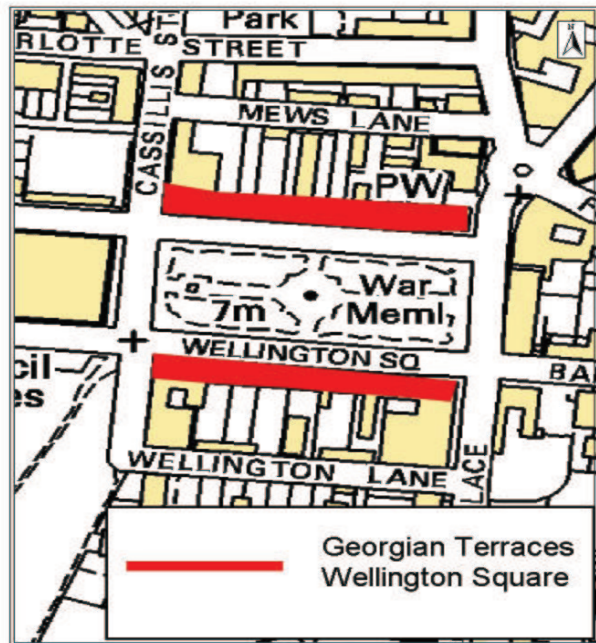 Park
RLOTTE STREET
CASSILLIS ST
MEWS LANE
PW
War
7m Meml
WELLINGTON SQ
BA
cil
es
WELLINGTON LANE
LACE
Georgian Terraces
Wellington Square